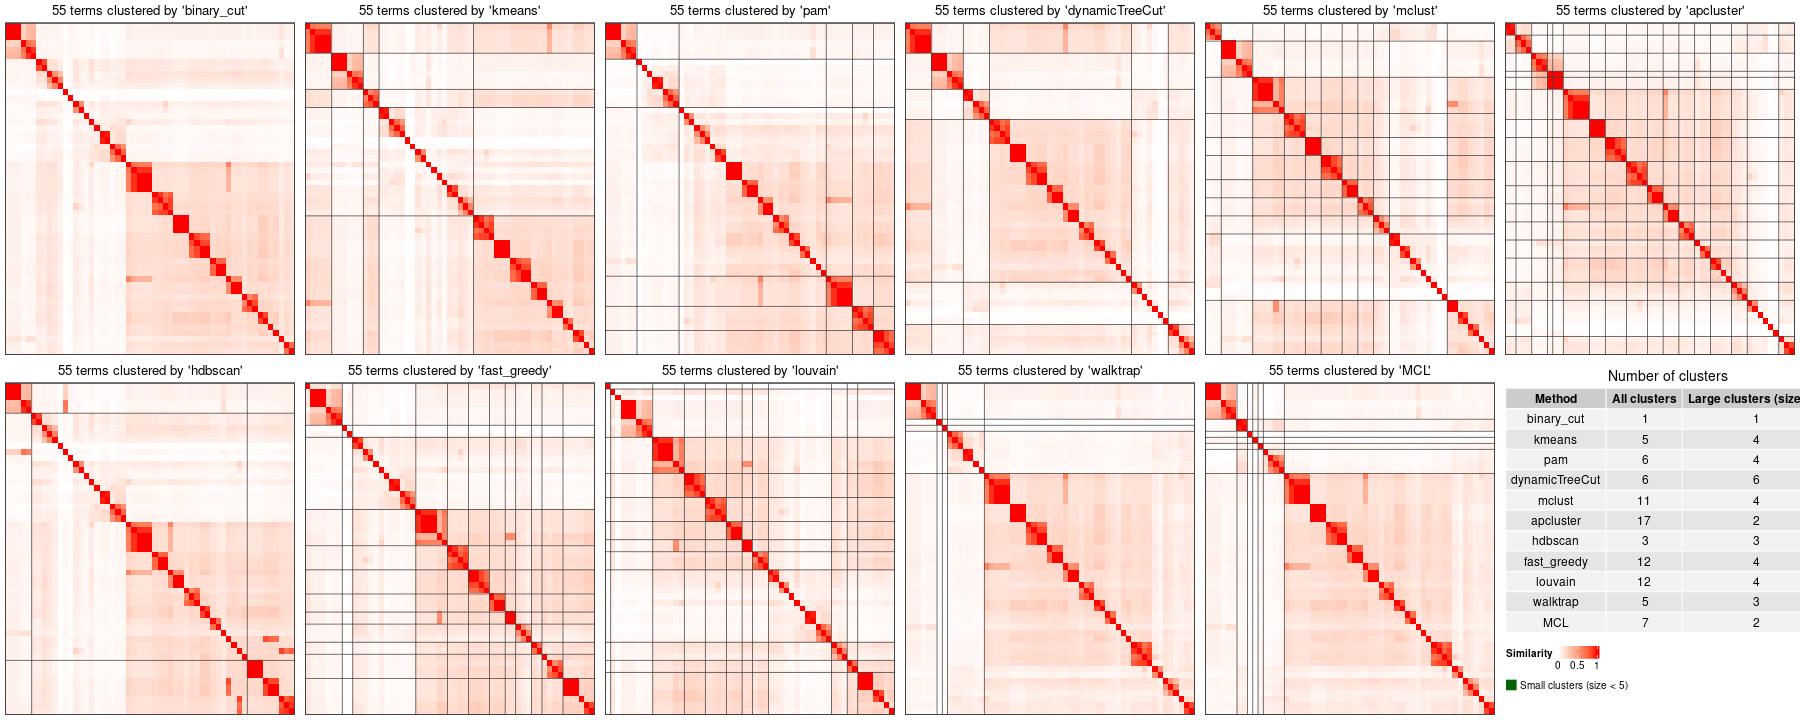 55 terms clustered by 'binary_cut'
55 terms clustered by 'kmeans'
55 terms clustered by 'pam'
55 terms clustered by 'dynamicTreeCut'
55 terms clustered by 'mclust'
55 terms clustered by 'apcluster'
55 terms clustered by 'hdbscan'
55 terms clustered by 'fast_greedy'
55 terms clustered by 'louvain'
55 terms clustered by 'walktrap'
55 terms clustered by 'MCL'
Number of clusters
Method All clusters Large clusters (size
binary_cut 1 1
kmeans 5 4
pam 6 4
dynamicTreeCut 6 6
mclust 11 4
apcluster 17 2
hdbscan 3 3
fast_greedy 12 4
louvain 12 4
walktrap 5 3
MCL 7 2
Similarity
0 0.5 1
Small clusters (size < 5)